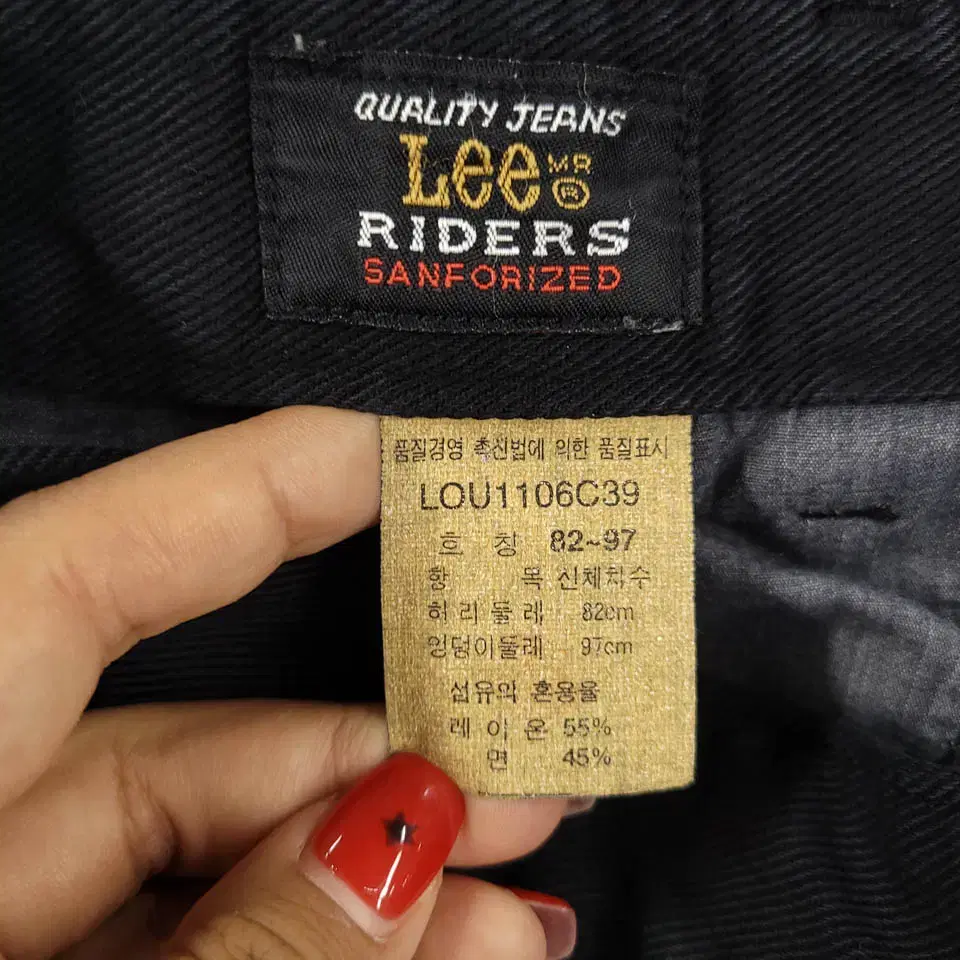 QUALITY JEANS
Lee MR ®
RIDERS
SANFORIZED
품질경영 촉신법에 의한 품질표시
LOU1106C39
호 칭 82~97
항 목 신체치수
허리둘레 82cm
엉덩이둘레 97cm
섬유의 혼용율
레이온 55%
면 45%